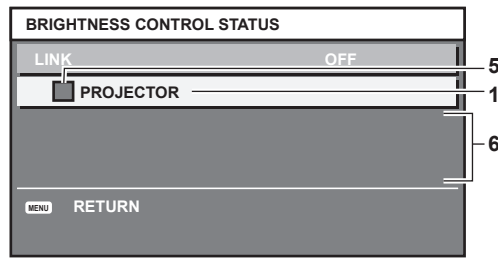 BRIGHTNESS CONTROL STATUS
LINK OFF
5
PROJECTOR 1
6
MENU RETURN